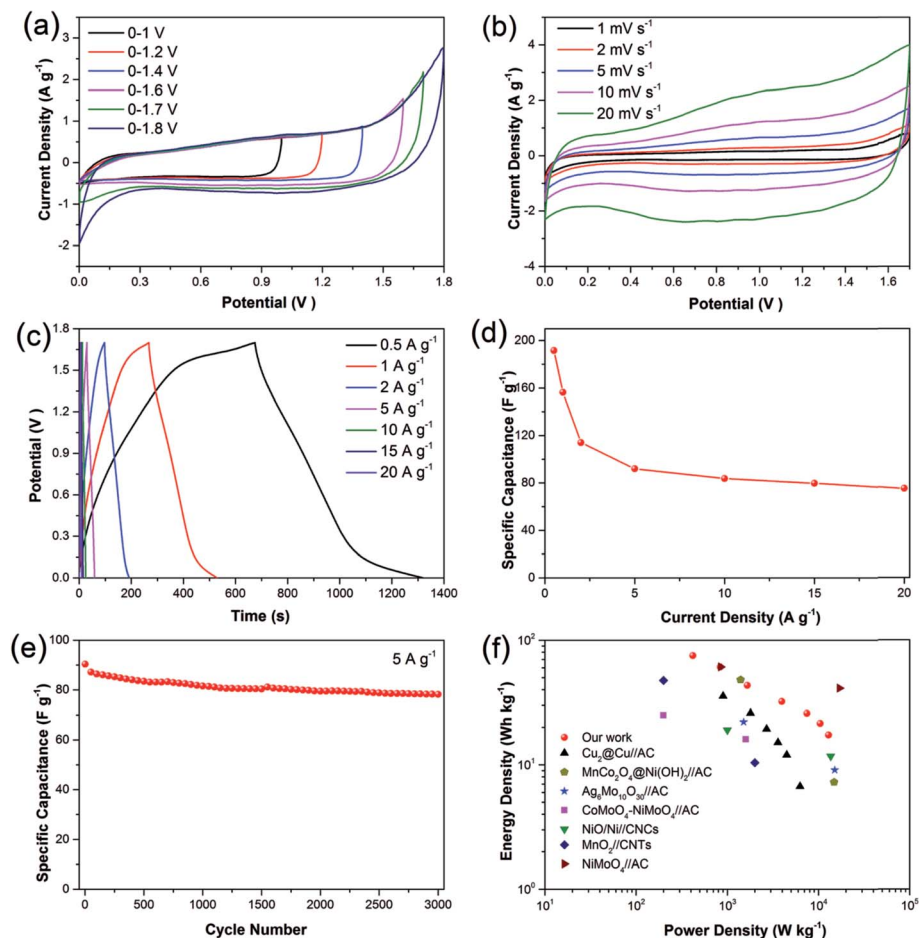 (a)
0-1 V
0-1.2 V
0-1.4 V
0-1.6 V
0-1.7 V
0-1.8 V
Current Density (A g⁻¹)
3
2
1
0
-1
-2
0.0 0.3 0.6 0.9 1.2 1.5 1.8
Potential (V )
(b)
1 mV s⁻¹
2 mV s⁻¹
5 mV s⁻¹
10 mV s⁻¹
20 mV s⁻¹
Current Density (A g⁻¹)
4
2
0
-2
-4
0.0 0.2 0.4 0.6 0.8 1.0 1.2 1.4 1.6
Potential (V )
(c)
0.5 A g⁻¹
1 A g⁻¹
2 A g⁻¹
5 A g⁻¹
10 A g⁻¹
15 A g⁻¹
20 A g⁻¹
Potential (V)
1.8
1.5
1.2
0.9
0.6
0.3
0.0
0 200 400 600 800 1000 1200 1400
Time (s)
(d)
Specific Capacitance (F g⁻¹)
200
160
120
80
40
0
0 5 10 15 20
Current Density (A g⁻¹)
(e)
5 A g⁻¹
Specific Capacitance (F g⁻¹)
100
80
60
40
20
0
0 500 1000 1500 2000 2500 3000
Cycle Number
(f)
Energy Density (Wh kg⁻¹)
10²
10¹
10⁰
Our work
Cu₂@Cu//AC
MnCo₂O₄@Ni(OH)₂//AC
Ag₆Mo₁₀O₃₀//AC
CoMoO₄-NiMoO₄//AC
NiO/Ni//CNCs
MnO₂//CNTs
NiMoO₄//AC
10¹ 10² 10³ 10⁴ 10⁵
Power Density (W kg⁻¹)